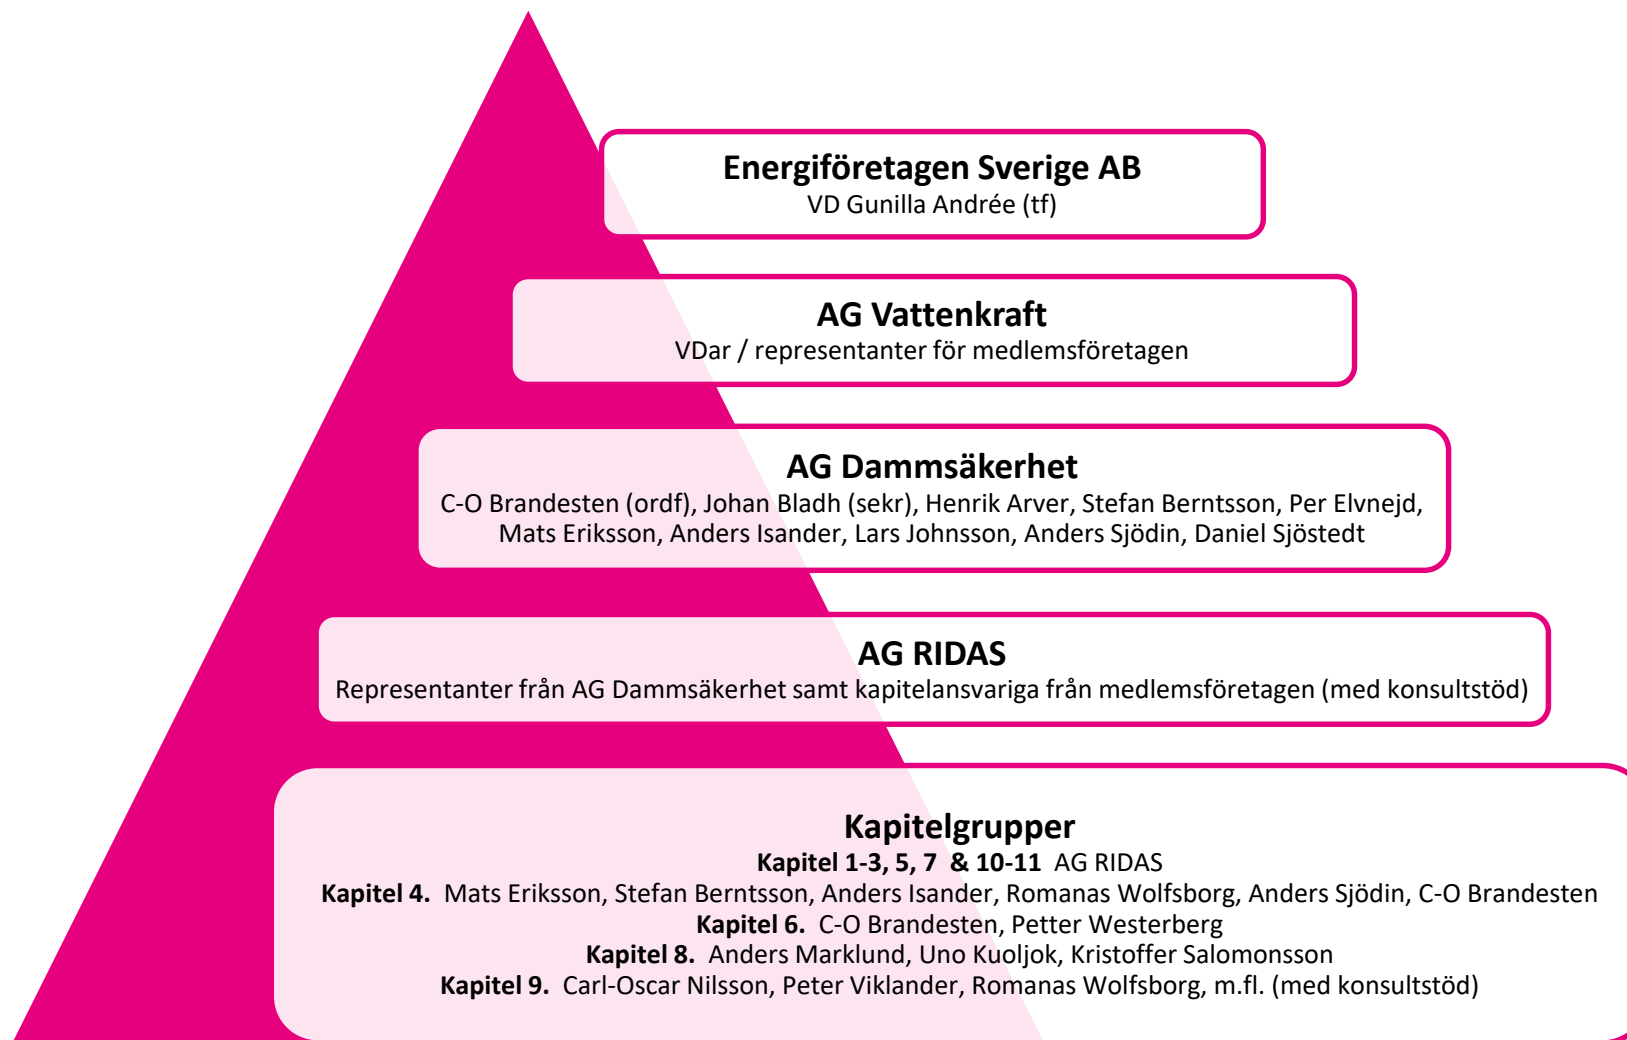 Energiföretagen Sverige AB
VD Gunilla Andrée (tf)
AG Vattenkraft
VDar / representanter för medlemsföretagen
AG Dammsäkerhet
C-O Brandesten (ordf), Johan Bladh (sekr), Henrik Arver, Stefan Berntsson, Per Elvnejd,
Mats Eriksson, Anders Isander, Lars Johnsson, Anders Sjödin, Daniel Sjöstedt
AG RIDAS
Representanter från AG Dammsäkerhet samt kapitelansvariga från medlemsföretagen (med konsultstöd)
Kapitelgrupper
Kapitel 1-3, 5, 7 & 10-11 AG RIDAS
Kapitel 4. Mats Eriksson, Stefan Berntsson, Anders Isander, Romanas Wolfsborg, Anders Sjödin, C-O Brandesten
Kapitel 6. C-O Brandesten, Petter Westerberg
Kapitel 8. Anders Marklund, Uno Kuoljok, Kristoffer Salomonsson
Kapitel 9. Carl-Oscar Nilsson, Peter Viklander, Romanas Wolfsborg, m.fl. (med konsultstöd)